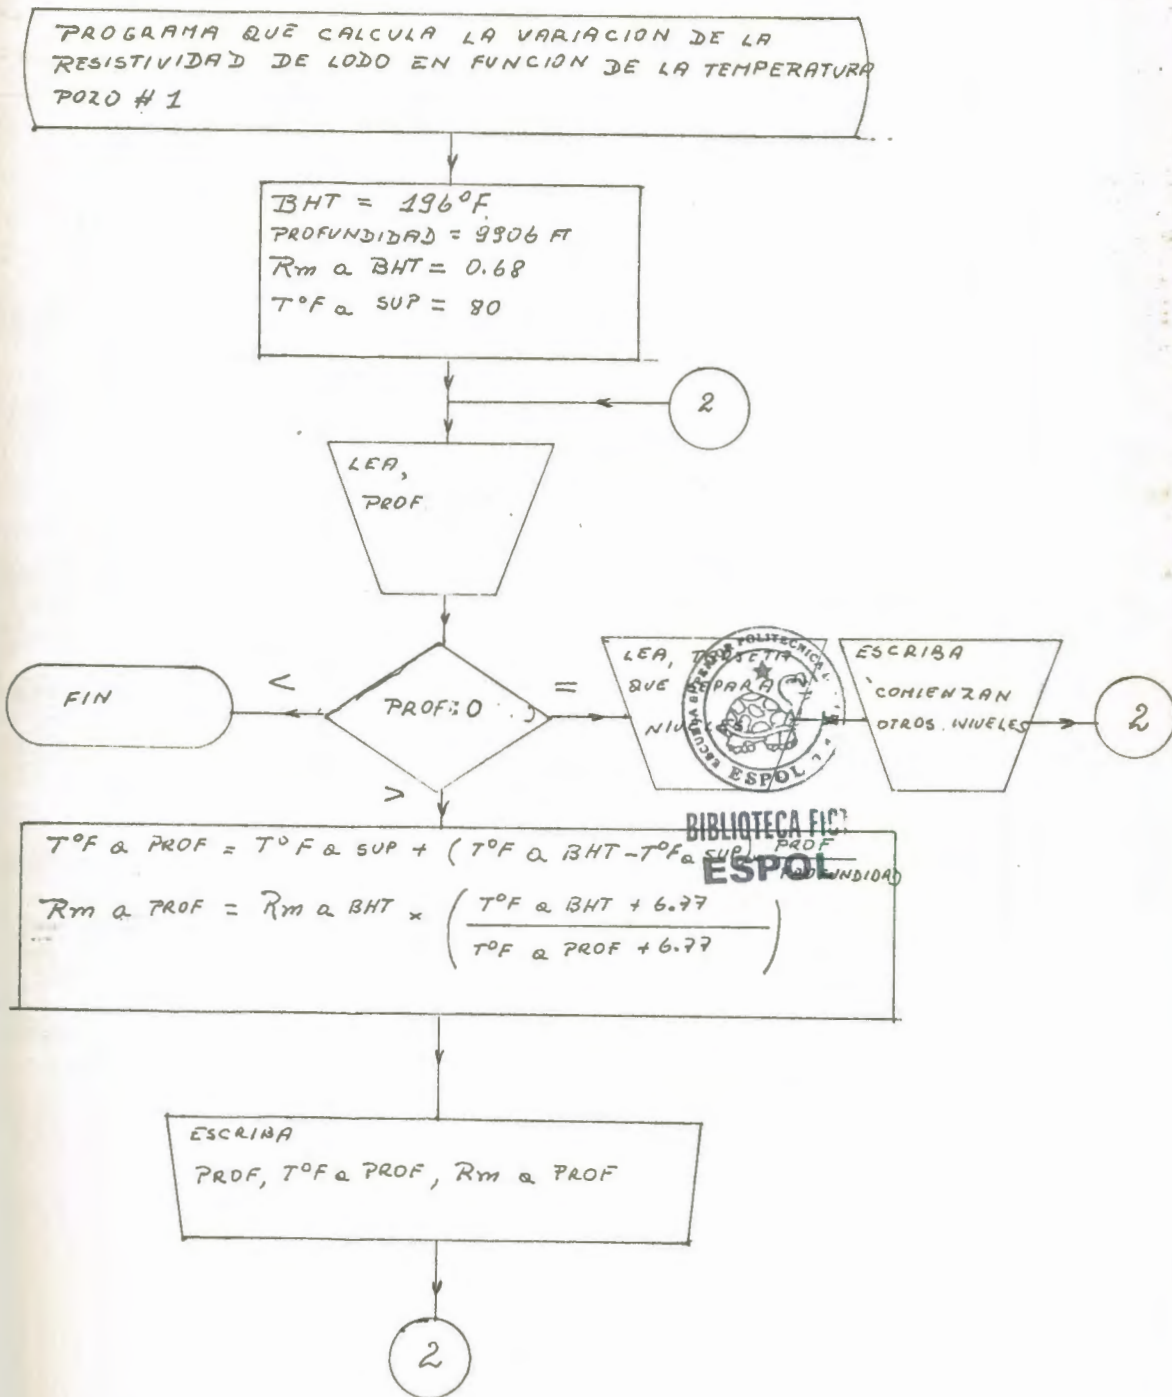 PROGRAMA QUE CALCULA LA VARIACION DE LA
RESISTIVIDAD DE LODO EN FUNCION DE LA TEMPERATURA
POZO # 1
BHT = 196°F
PROFUNDIDAD = 9906 FT
Rm a BHT = 0.68
T°F a SUP = 80
2
LEA,
PROF
PROF:0
<
=
>
FIN
LEA, TARJETA
QUE SEPARA
NIVELES
ESCRIBA
COMIENZAN
OTROS NIVELES
2
ESPOL
BIBLIOTECA FICT
ESPOL
T°F a PROF = T°F a SUP + (T°F a BHT - T°F a SUP) PROF
PROFUNDIDAD
Rm a PROF = Rm a BHT × ( T°F a BHT + 6.77
T°F a PROF + 6.77 )
ESCRIBA
PROF, T°F a PROF, Rm a PROF
2